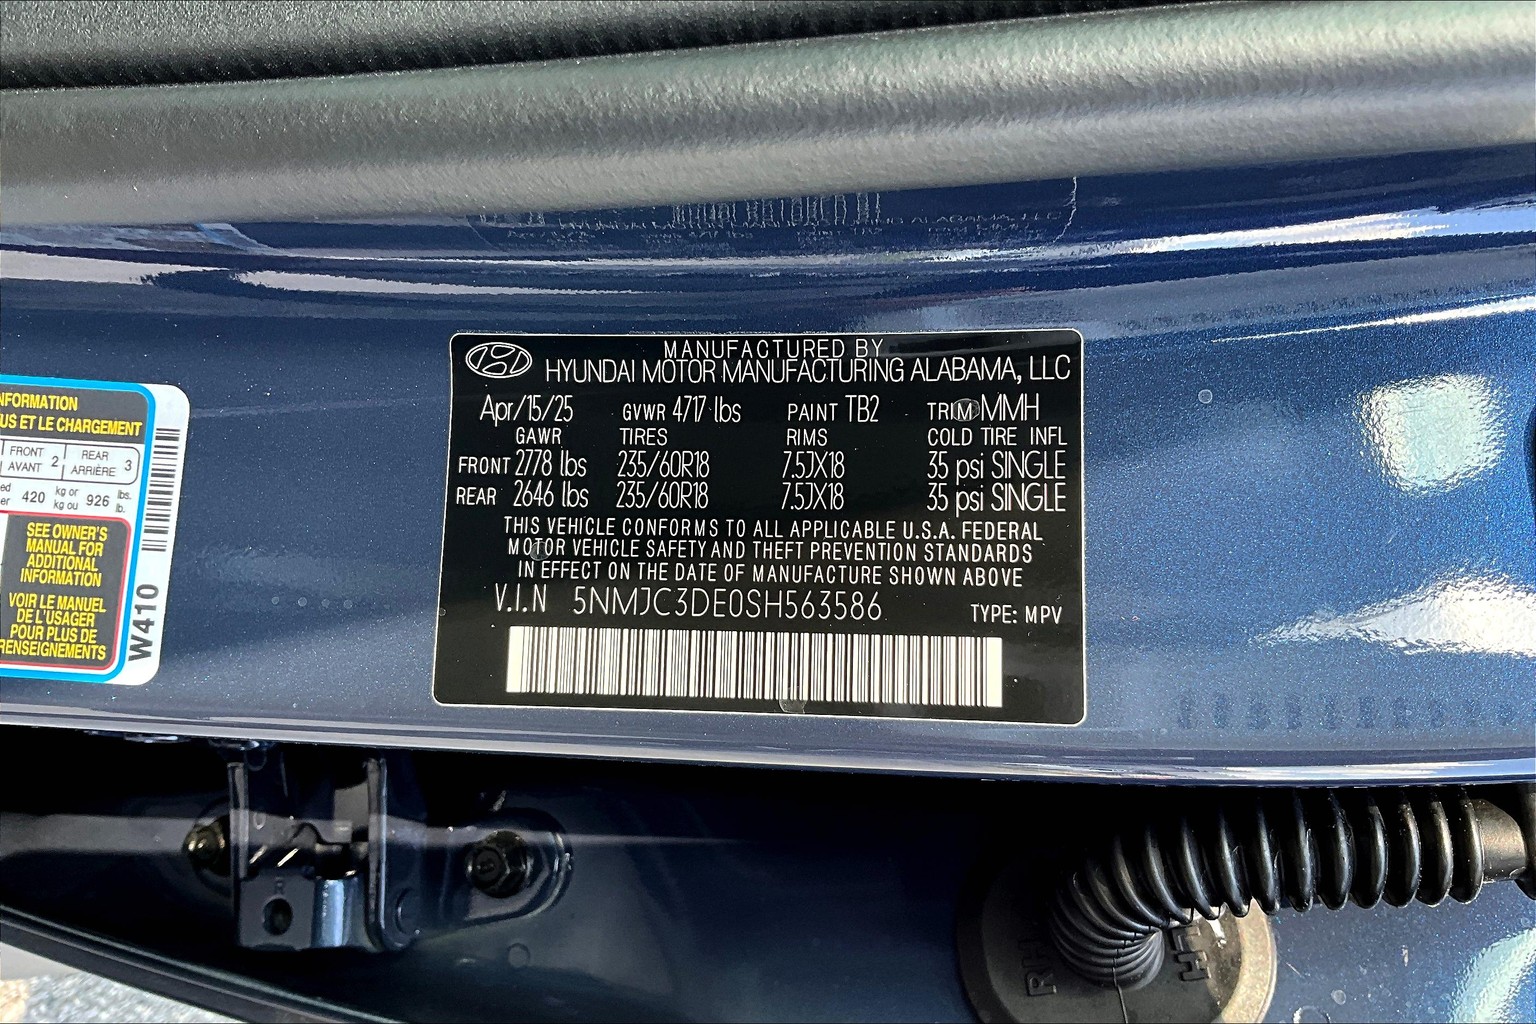 MANUFACTURED BY
HYUNDAI MOTOR MANUFACTURING ALABAMA, LLC
Apr/15/25 GVWR 4717 lbs PAINT TB2 TRIM MMH
GAWR TIRES RIMS COLD TIRE INFL
FRONT 2778 lbs 235/60R18 7.5JX18 35 psi SINGLE
REAR 2646 lbs 235/60R18 7.5JX18 35 psi SINGLE
THIS VEHICLE CONFORMS TO ALL APPLICABLE U.S.A. FEDERAL
MOTOR VEHICLE SAFETY AND THEFT PREVENTION STANDARDS
IN EFFECT ON THE DATE OF MANUFACTURE SHOWN ABOVE
V.I.N 5NMJC3DE0SH563586 TYPE: MPV
ET LE CHARGEMENT
FRONT 2 REAR 3
AVANT ARRIÈRE
420 kg or 926 lbs.
kg ou lb.
SEE OWNER'S
MANUAL FOR
ADDITIONAL
INFORMATION
VOIR LE MANUEL
DE L'USAGER
POUR PLUS DE
RENSEIGNEMENTS
W410
RH